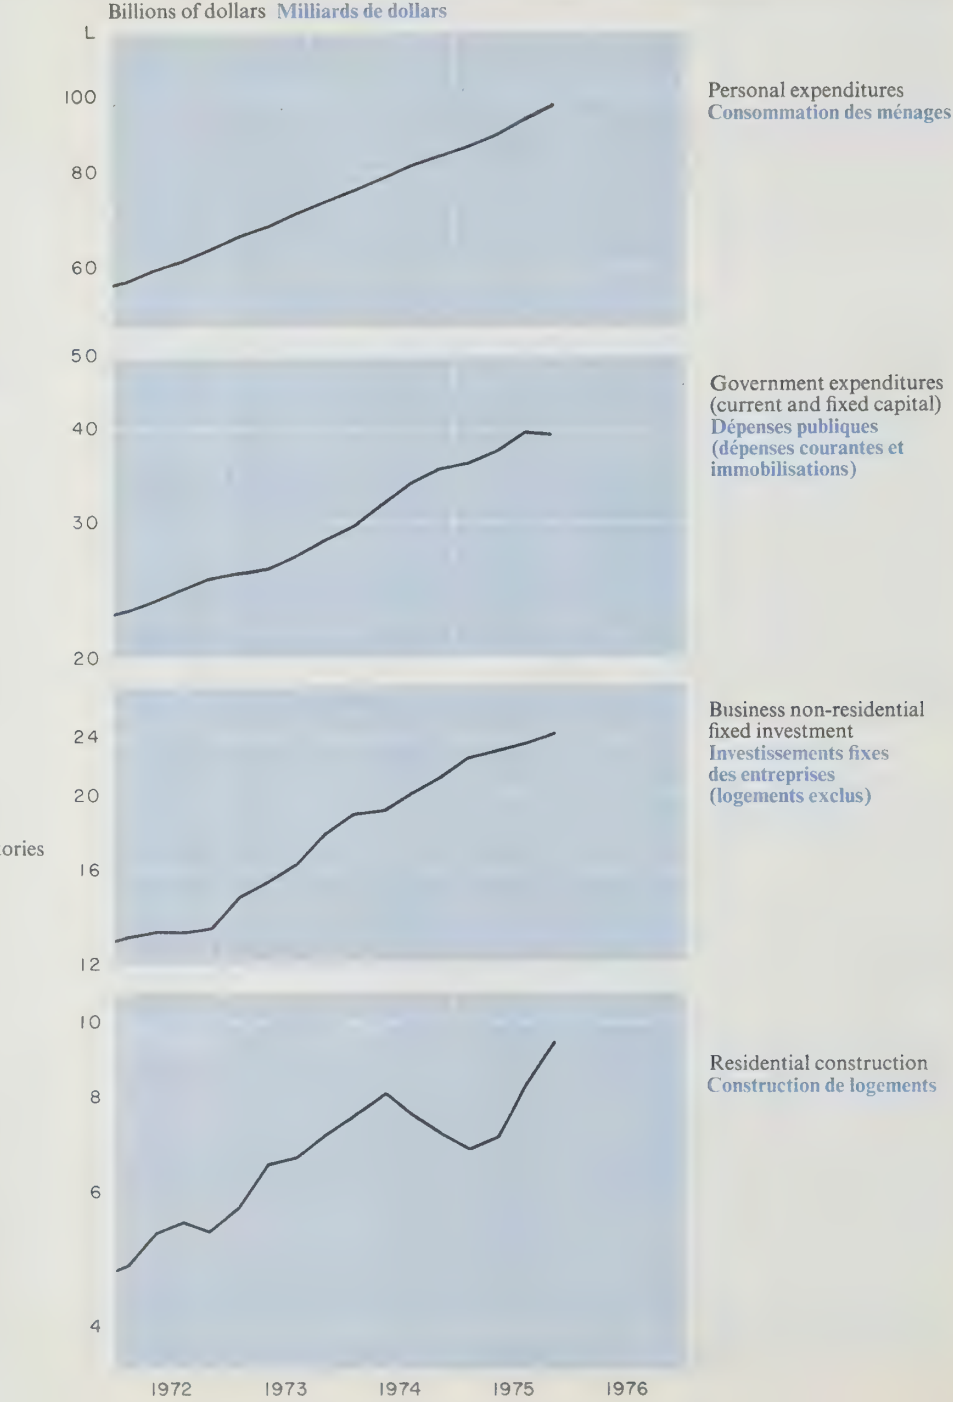 Billions of dollars Milliards de dollars
L
100
80
60
Personal expenditures
Consommation des ménages
50
40
30
20
Government expenditures
(current and fixed capital)
Dépenses publiques
(dépenses courantes et
immobilisations)
24
20
16
12
Business non-residential
fixed investment
Investissements fixes
des entreprises
(logements exclus)
ories
10
8
6
4
Residential construction
Construction de logements
1972 1973 1974 1975 1976